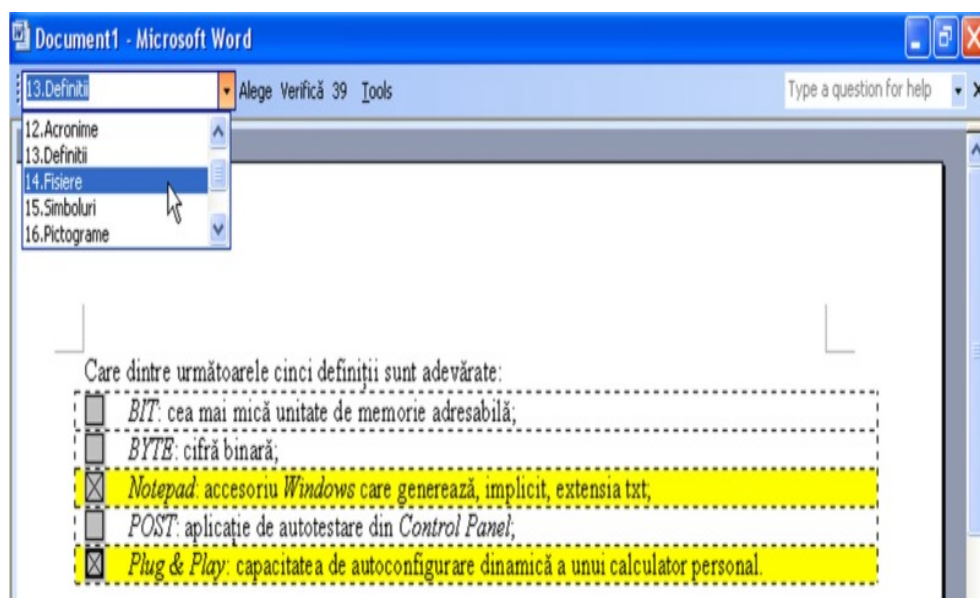 Document1 - Microsoft Word
13.Definitii Alege Verifică 39 Tools Type a question for help
12.Acronime
13.Definitii
14.Fisiere
15.Simboluri
16.Pictograme
Care dintre următoarele cinci definiţii sunt adevărate:
BIT: cea mai mică unitate de memorie adresabilă;
BYTE: cifră binară;
Notepad: accesoriu Windows care generează, implicit, extensia txt;
POST: aplicaţie de autotestare din Control Panel;
Plug & Play: capacitatea de autoconfigurare dinamică a unui calculator personal.